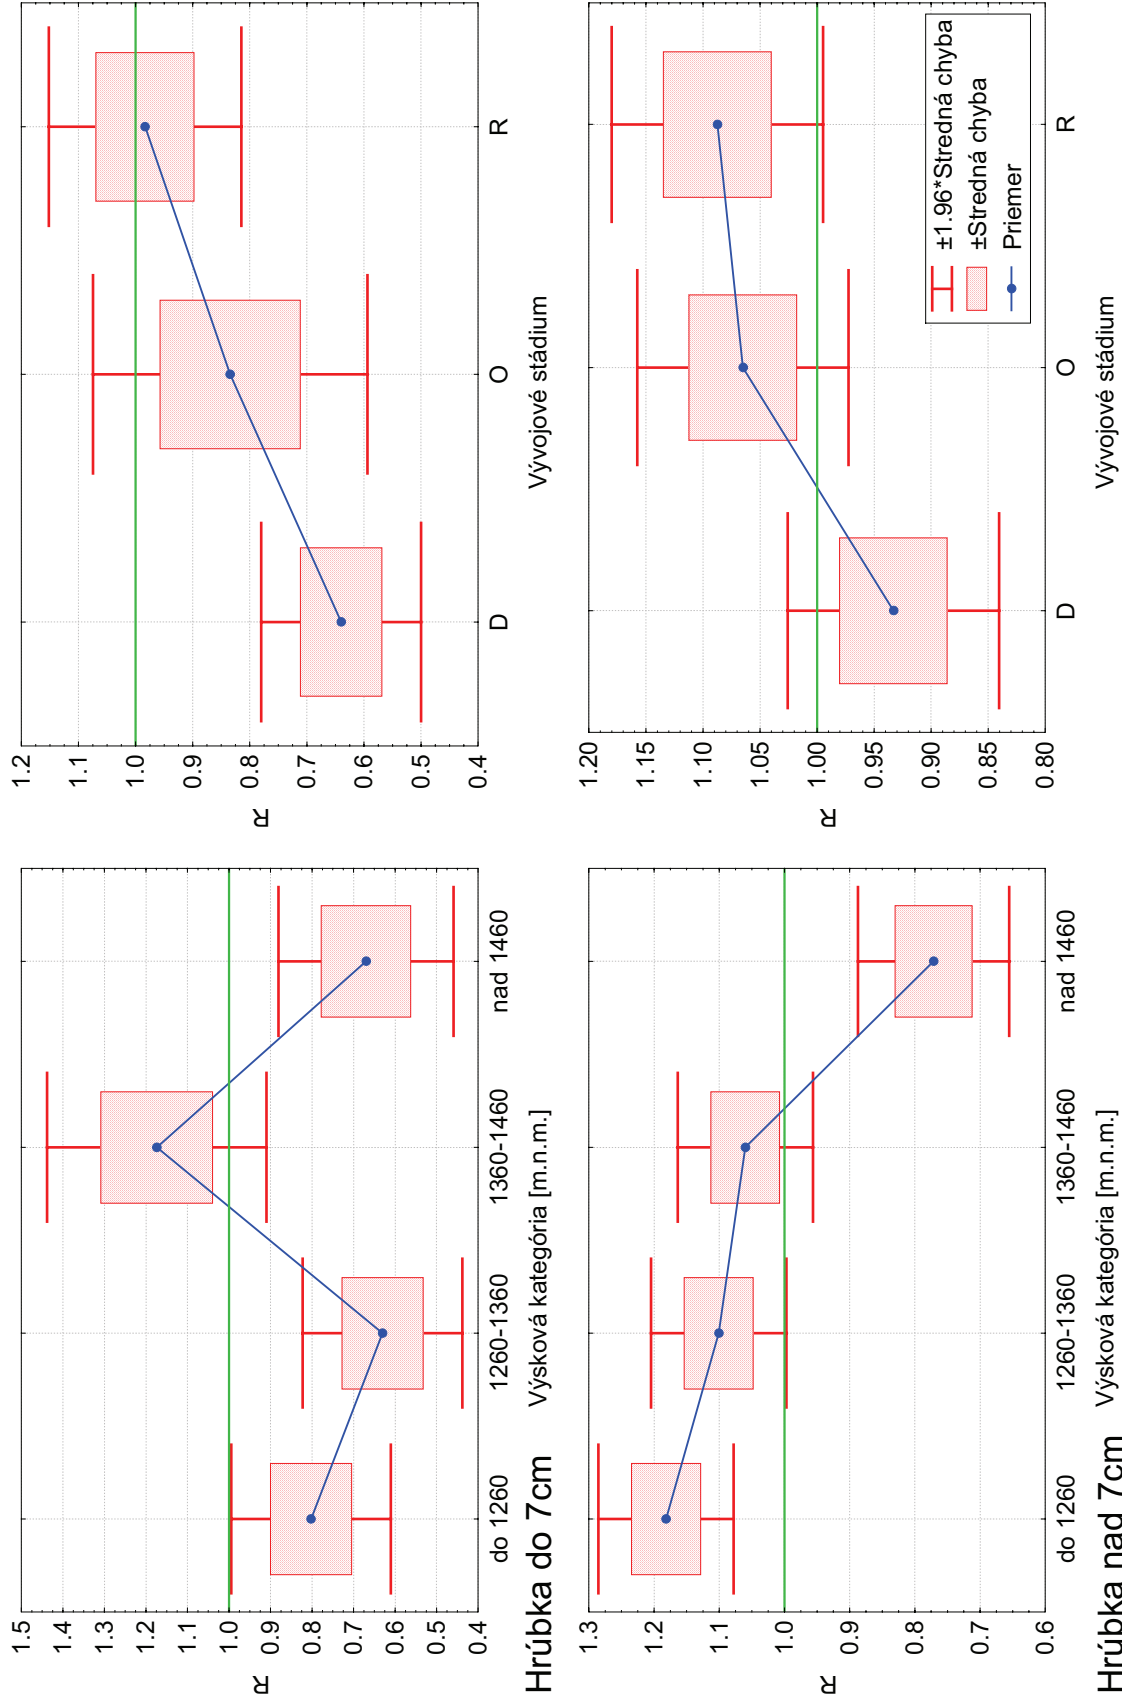 1.5
1.4
1.3
1.2
1.1
1.0
0.9
0.8
0.7
0.6
0.5
0.4
R
do 1260
1260-1360
1360-1460
nad 1460
Výsková kategória [m.n.m.]
Hrúbka do 7cm
1.2
1.1
1.0
0.9
0.8
0.7
0.6
0.5
0.4
R
D
O
R
Vývojové stádium
1.3
1.2
1.1
1.0
0.9
0.8
0.7
0.6
R
do 1260
1260-1360
1360-1460
nad 1460
Výsková kategória [m.n.m.]
Hrúbka nad 7cm
1.20
1.15
1.10
1.05
1.00
0.95
0.90
0.85
0.80
R
D
O
R
Vývojové stádium
±1.96*Stredná chyba
±Stredná chyba
Priemer